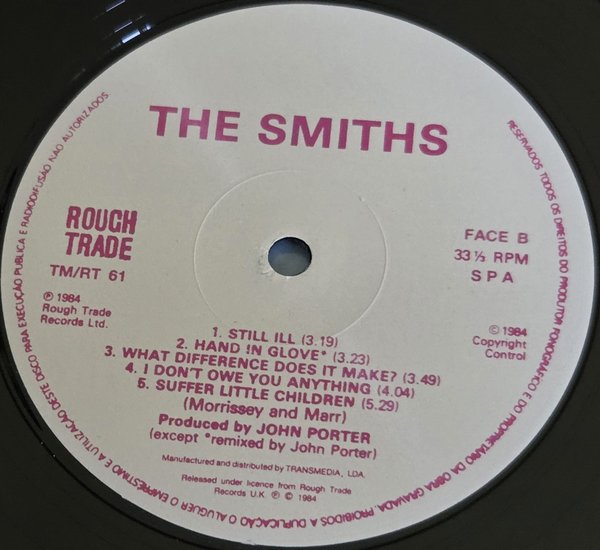 THE SMITHS
ROUGH
TRADE
TM/RT 61
℗ 1984
Rough Trade
Records Ltd.
FACE B
33 ⅓ RPM
S P A
© 1984
Copyright
Control
1. STILL ILL (3.19)
2. HAND !N GLOVE* (3.23)
3. WHAT DIFFERENCE DOES IT MAKE? (3.49)
4. I DON'T OWE YOU ANYTHING (4.04)
5. SUFFER LITTLE CHILDREN (5.29)
(Morrissey and Marr)
Produced by JOHN PORTER
(except *remixed by John Porter)
Manufactured and distributed by TRANSMEDIA, LDA.
Released under licence from Rough Trade
Records U.K. ℗ © 1984
RESERVADOS TODOS OS DIREITOS DO PRODUTOR FONOGRÁFICO E DO PROPRIETÁRIO DA OBRA GRAVADA. PROIBIDOS A DUPLICAÇÃO O ALUGUER O EMPRÉSTIMO E A UTILIZAÇÃO DESTE DISCO PARA EXECUÇÃO PÚBLICA E RADIODIFUSÃO NÃO AUTORIZADOS.